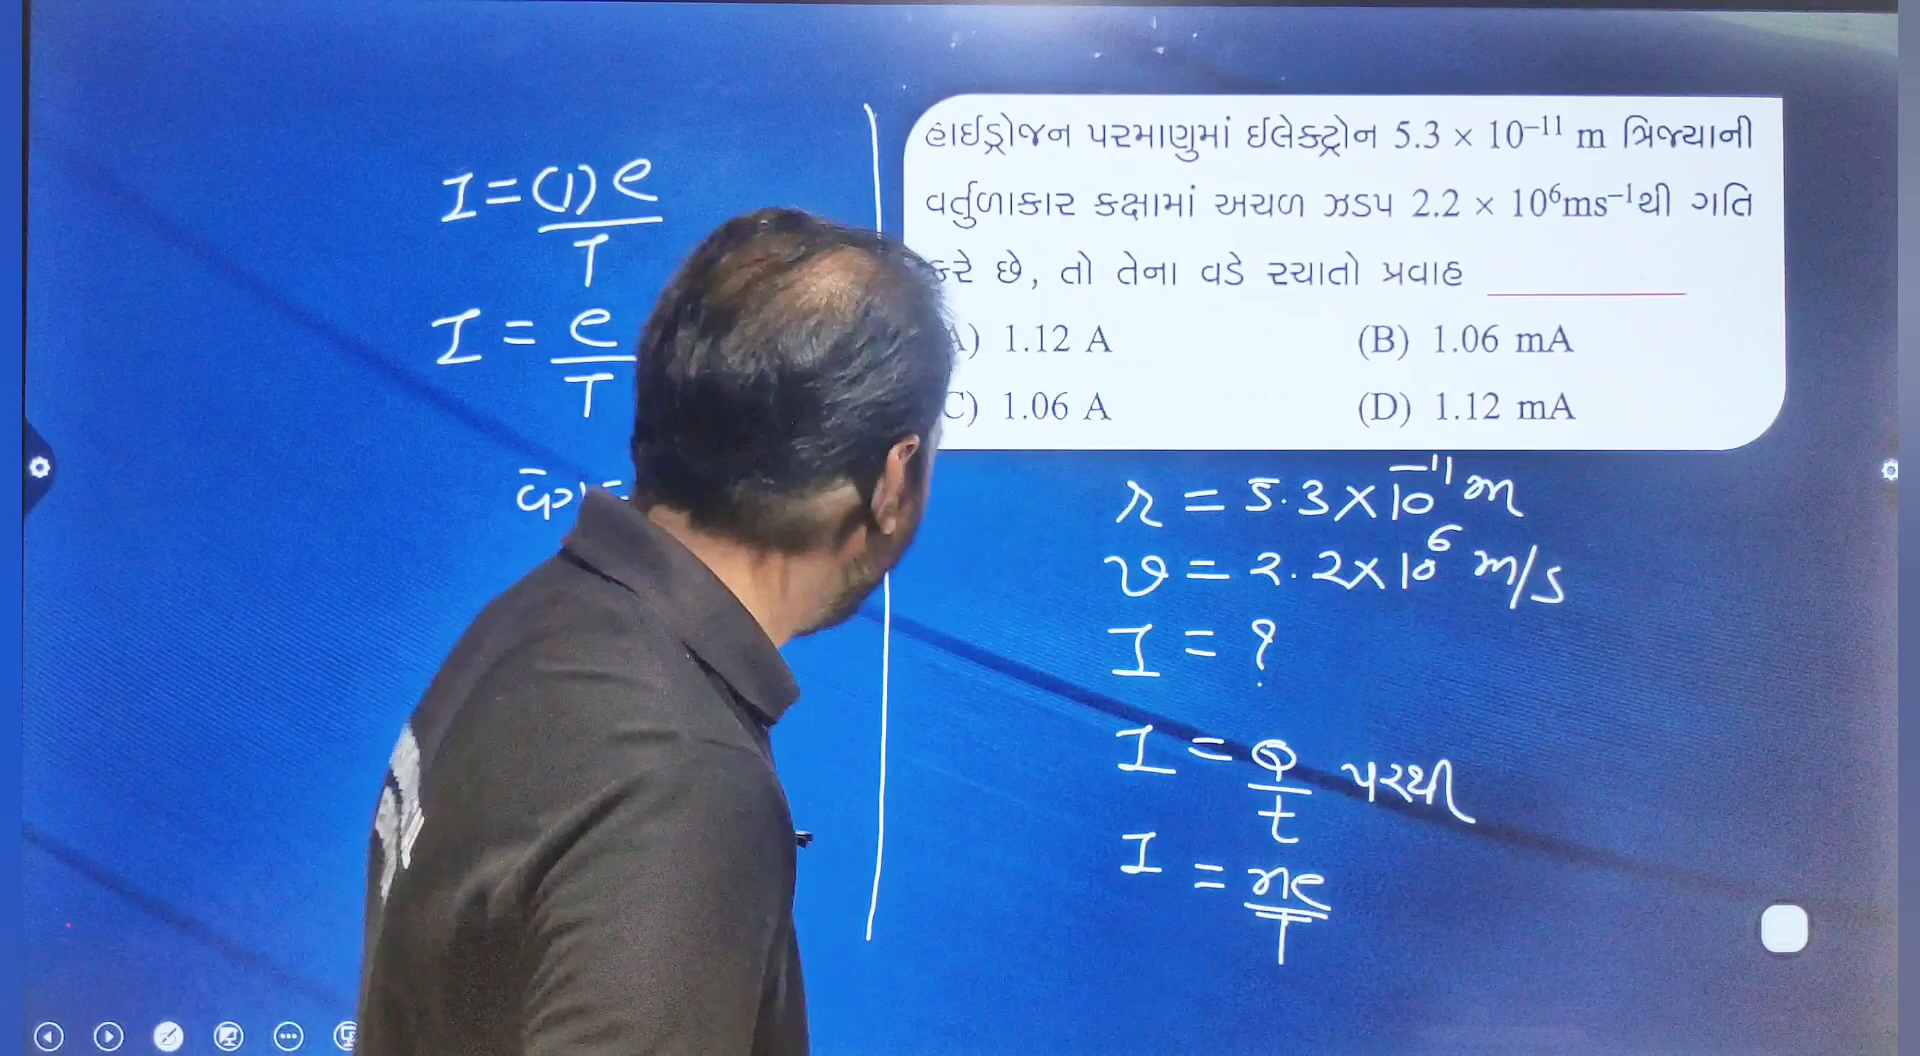 હાઈડ્રોજન પરમાણુમાં ઈલેક્ટ્રોન 5.3 × 10⁻¹¹ m ત્રિજ્યાની
વર્તુળાકાર કક્ષામાં અચળ ઝડપ 2.2 × 10⁶ms⁻¹થી ગતિ
કરે છે, તો તેના વડે રચાતો પ્રવાહ ________
A) 1.12 A (B) 1.06 mA
C) 1.06 A (D) 1.12 mA
r = 5.3 × 10⁻¹¹ m
v = 2.2 × 10⁶ m/s
I = ?
I = Q/t પરથી
I = ne/T
I = (1) e/T
I = e/T